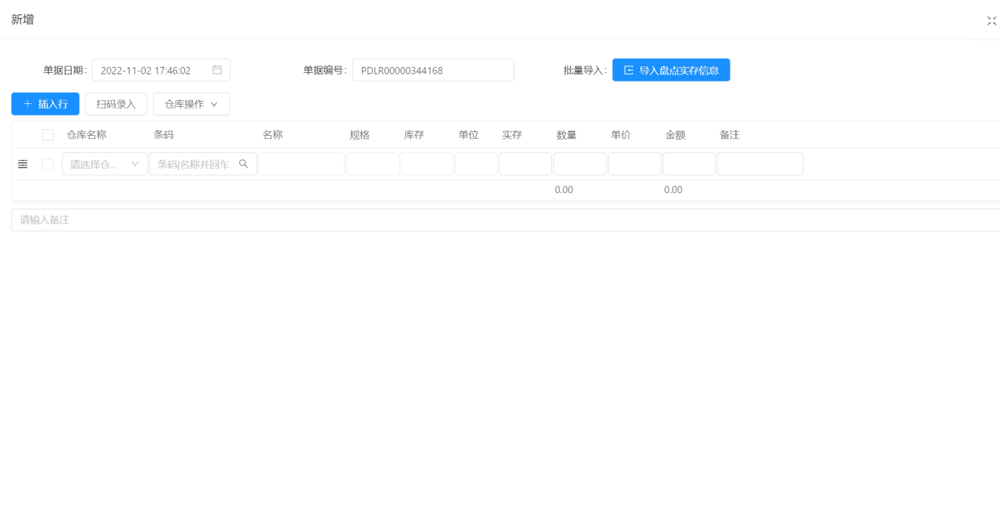 新增
单据日期： 2022-11-02 17:46:02 单据编号： PDLR00000344168 批量导入： 导入盘点实存信息
插入行 扫码录入 仓库操作
仓库名称 条码 名称 规格 库存 单位 实存 数量 单价 金额 备注
请选择仓... 条码|名称并回车
0.00 0.00
请输入备注